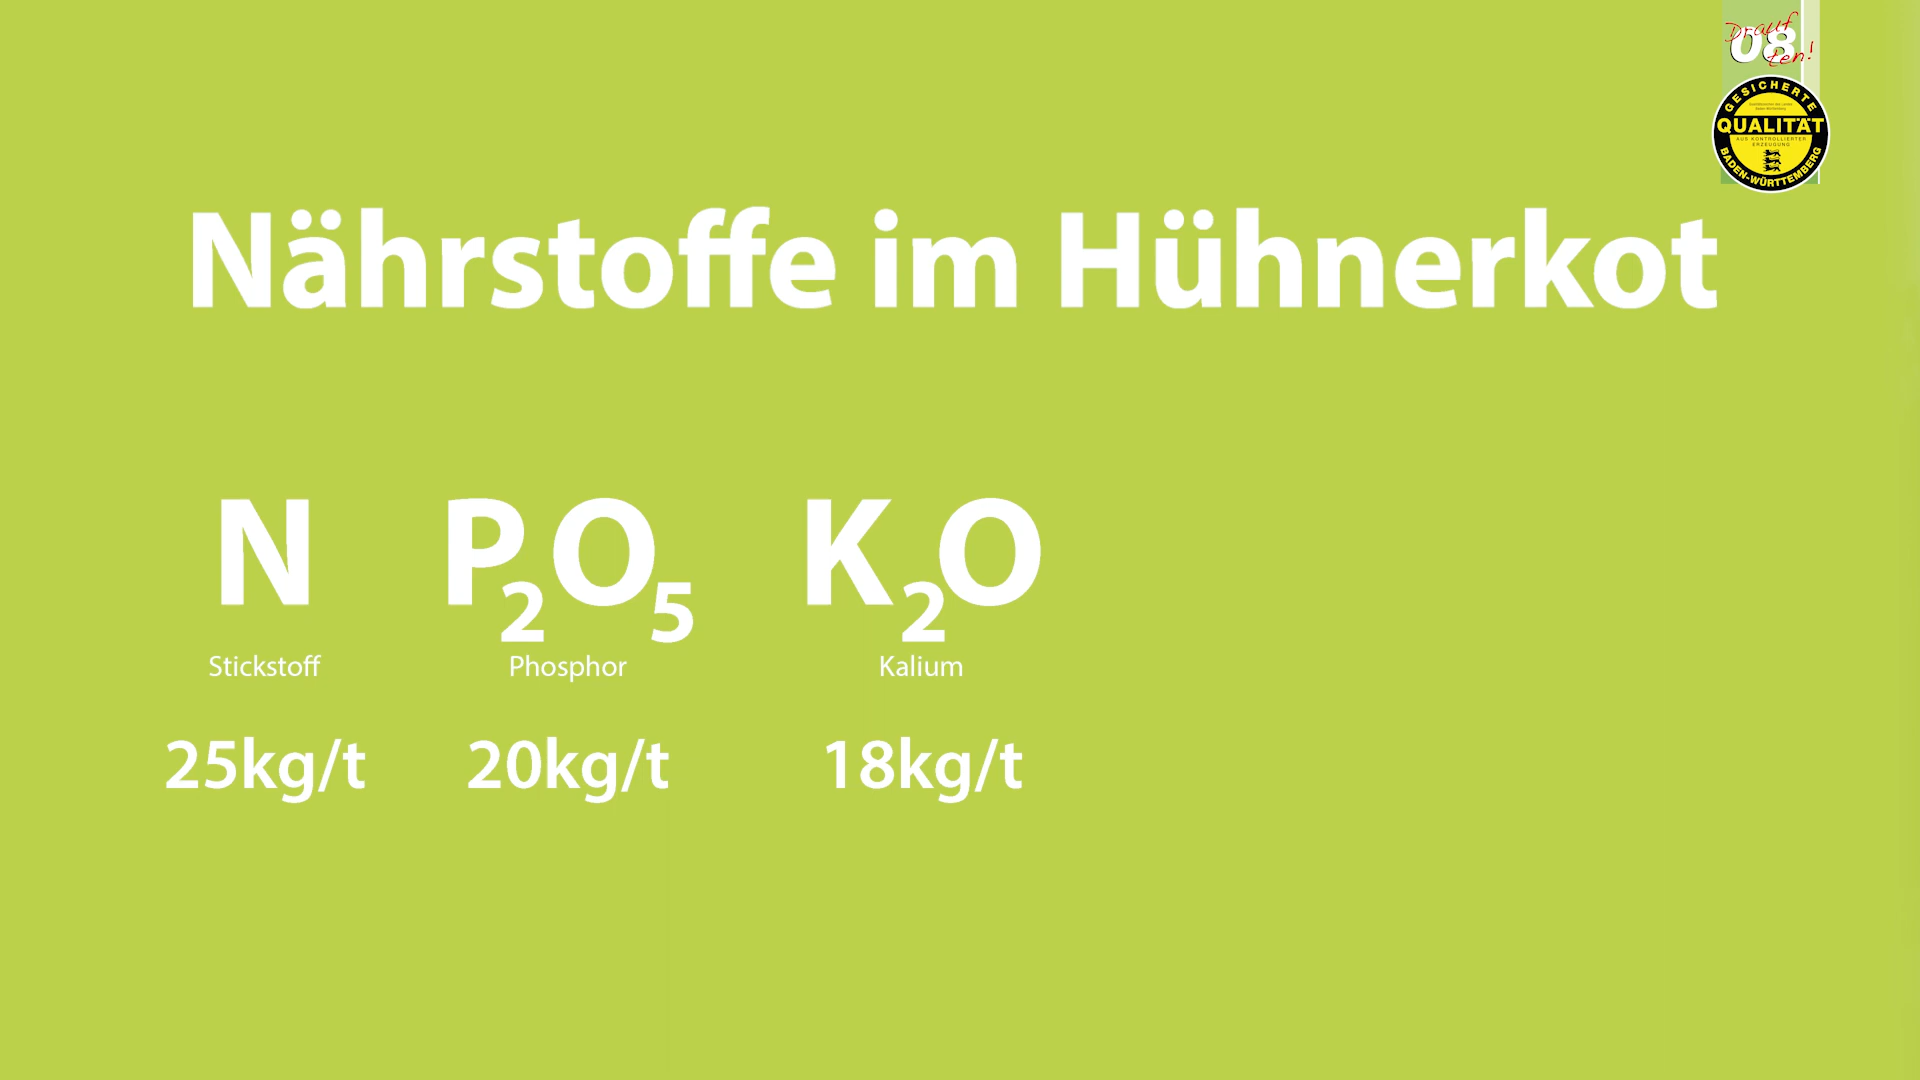 Drauf
08
ten!
GESICHERTE
QUALITÄT
AUS KONTROLLIERTER
ERZEUGUNG
BADEN-WÜRTTEMBERG
Nährstoffe im Hühnerkot
N P₂O₅ K₂O
Stickstoff Phosphor Kalium
25kg/t 20kg/t 18kg/t